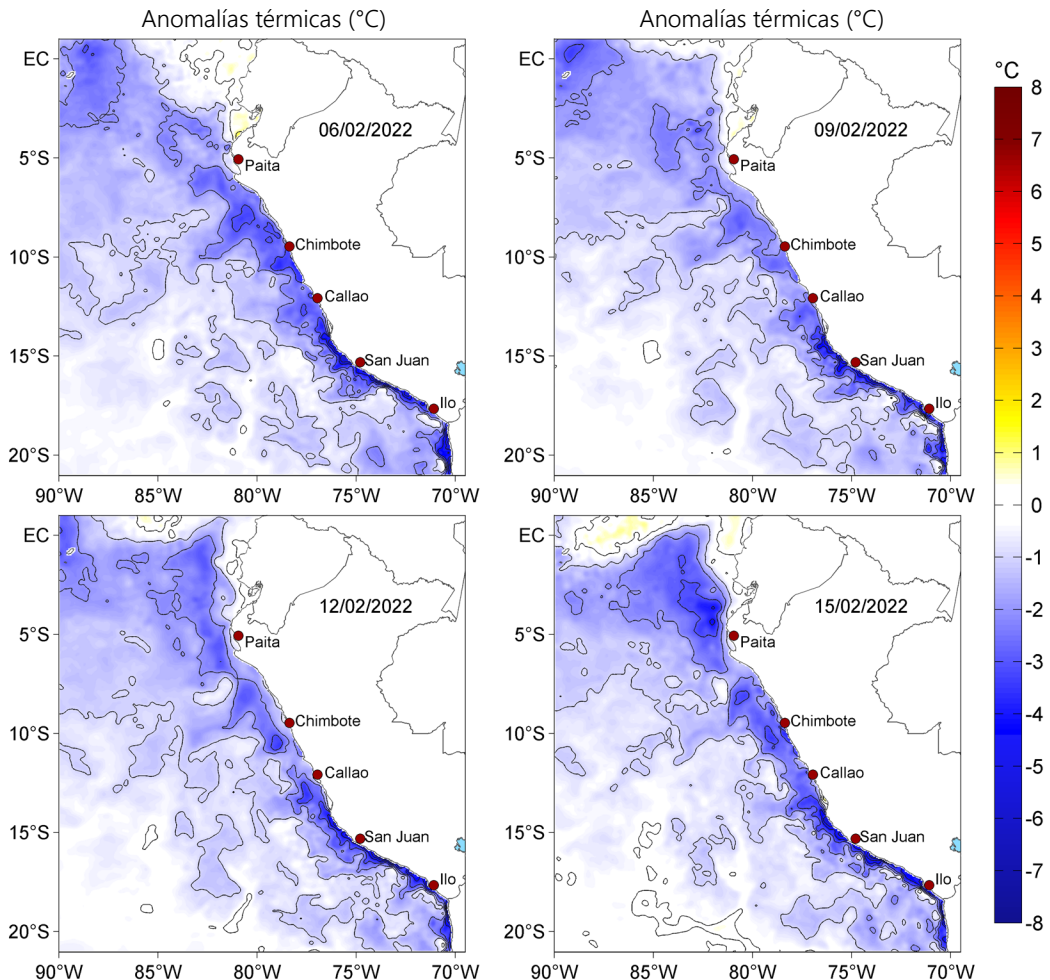 Anomalías térmicas (°C)
Anomalías térmicas (°C)
EC
5°S
10°S
15°S
20°S
06/02/2022
Paita
Chimbote
Callao
San Juan
Ilo
90°W 85°W 80°W 75°W 70°W
EC
5°S
10°S
15°S
20°S
09/02/2022
Paita
Chimbote
Callao
San Juan
Ilo
90°W 85°W 80°W 75°W 70°W
EC
5°S
10°S
15°S
20°S
12/02/2022
Paita
Chimbote
Callao
San Juan
Ilo
90°W 85°W 80°W 75°W 70°W
EC
5°S
10°S
15°S
20°S
15/02/2022
Paita
Chimbote
Callao
San Juan
Ilo
90°W 85°W 80°W 75°W 70°W
°C
8
7
6
5
4
3
2
1
0
-1
-2
-3
-4
-5
-6
-7
-8